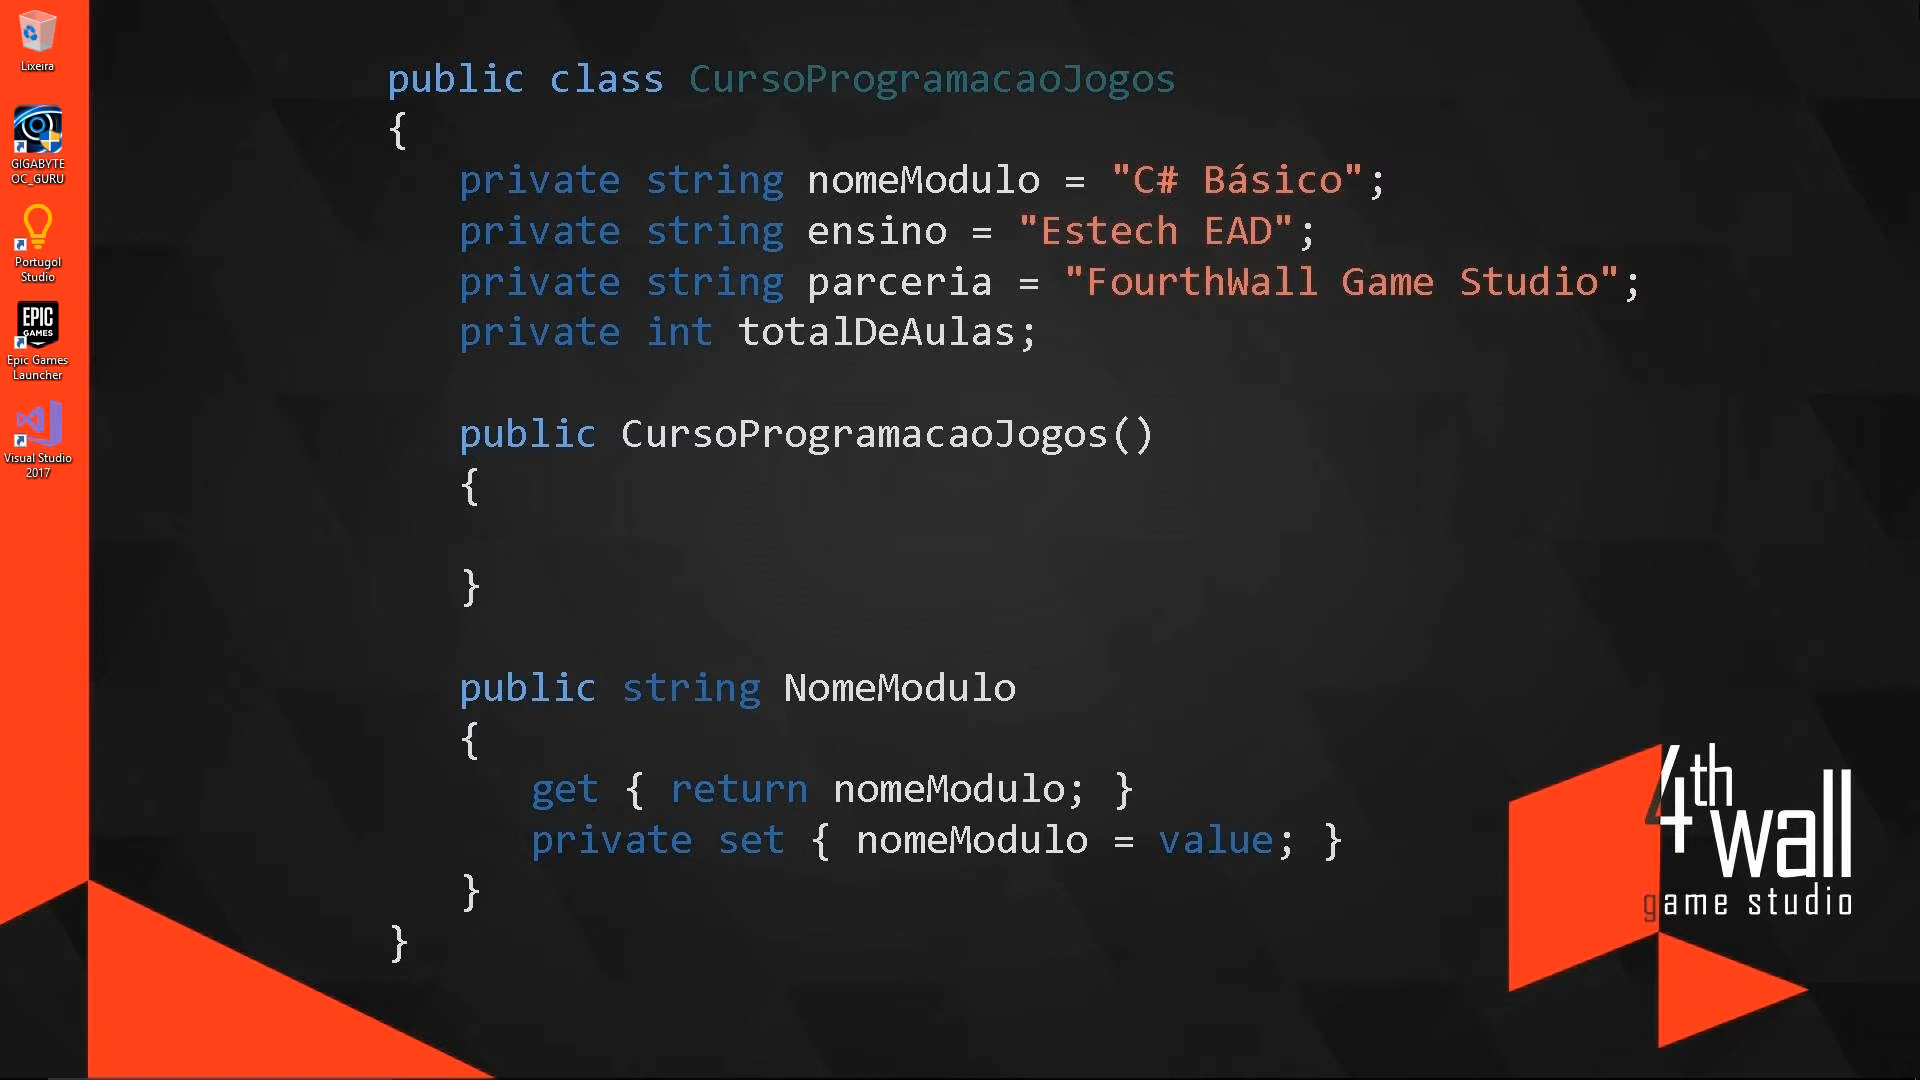 Lixeira
GIGABYTE
OC_GURU
Portugol
Studio
EPIC
GAMES
Epic Games
Launcher
Visual Studio
2017
public class CursoProgramacaoJogos
{
private string nomeModulo = "C# Básico";
private string ensino = "Estech EAD";
private string parceria = "FourthWall Game Studio";
private int totalDeAulas;
public CursoProgramacaoJogos()
{
}
public string NomeModulo
{
get { return nomeModulo; }
private set { nomeModulo = value; }
}
}
4th
wall
game studio